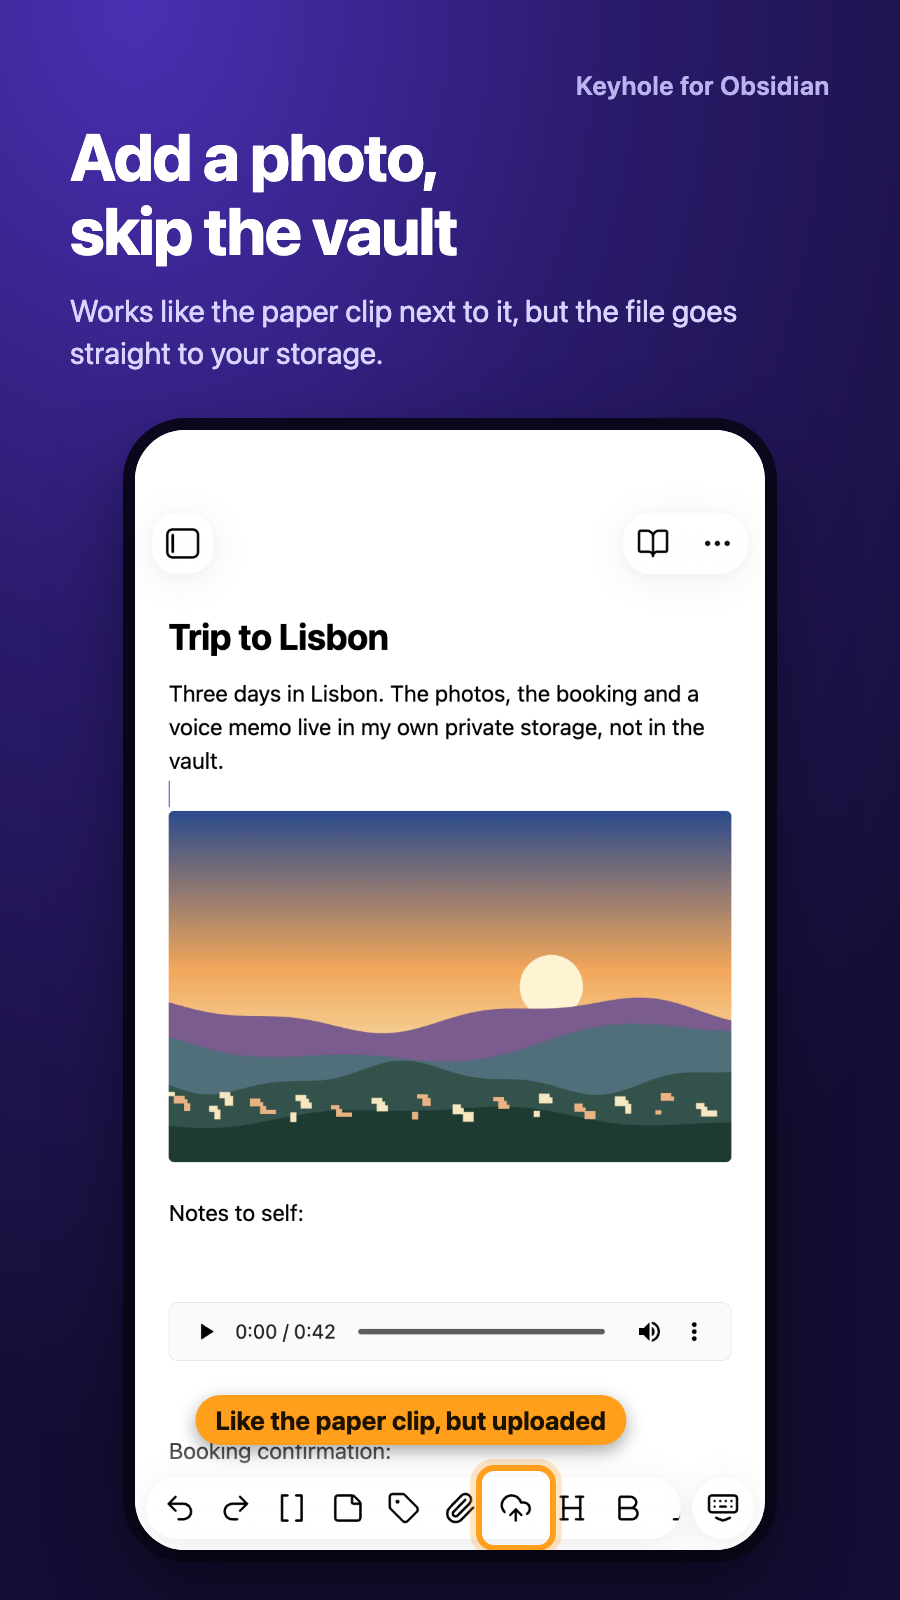 Keyhole for Obsidian
Add a photo,
skip the vault
Works like the paper clip next to it, but the file goes
straight to your storage.
Trip to Lisbon
Three days in Lisbon. The photos, the booking and a
voice memo live in my own private storage, not in the
vault.
Notes to self:
0:00 / 0:42
Like the paper clip, but uploaded
Booking confirmation: